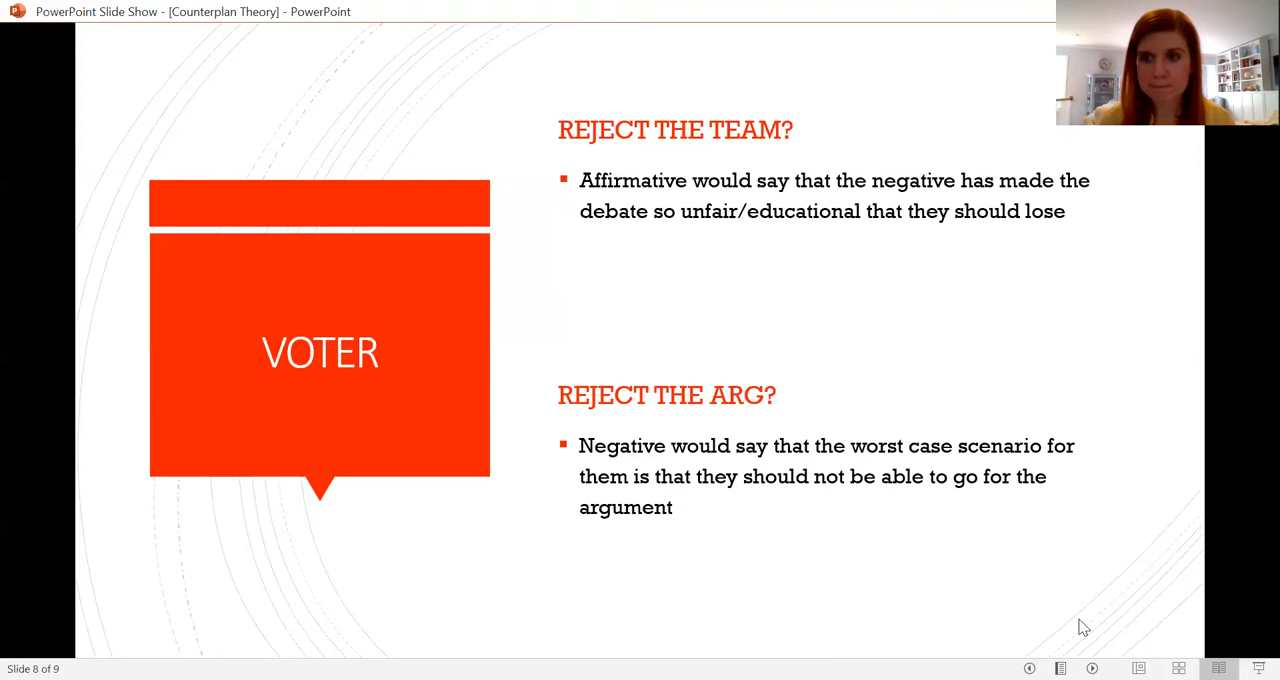 PowerPoint Slide Show - [Counterplan Theory] - PowerPoint
REJECT THE TEAM?
Affirmative would say that the negative has made the
debate so unfair/educational that they should lose
VOTER
REJECT THE ARG?
Negative would say that the worst case scenario for
them is that they should not be able to go for the
argument
Slide 8 of 9